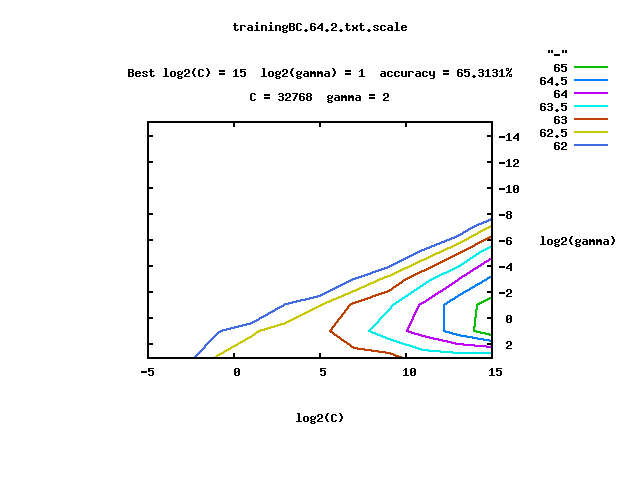 trainingBC.64.2.txt.scale
Best log2(C) = 15  log2(gamma) = 1  accuracy = 65.3131%
C = 32768  gamma = 2
"-"
65
64.5
64
63.5
63
62.5
62
-14
-12
-10
-8
-6
-4
-2
0
2
log2(gamma)
-5 0 5 10 15
log2(C)